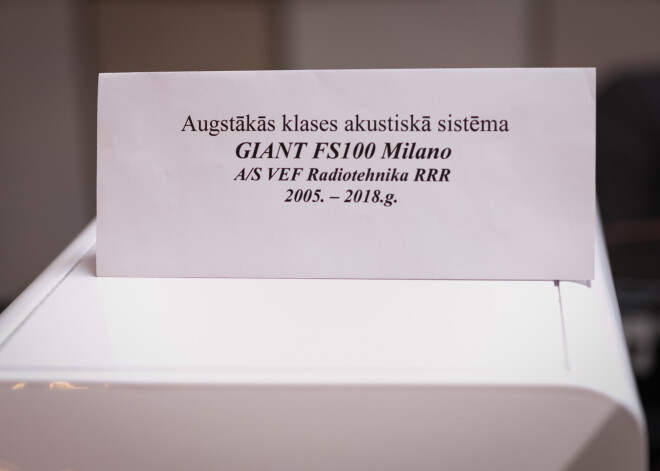 Augstākās klases akustiskā sistēma
GIANT FS100 Milano
A/S VEF Radiotehnika RRR
2005. – 2018.g.